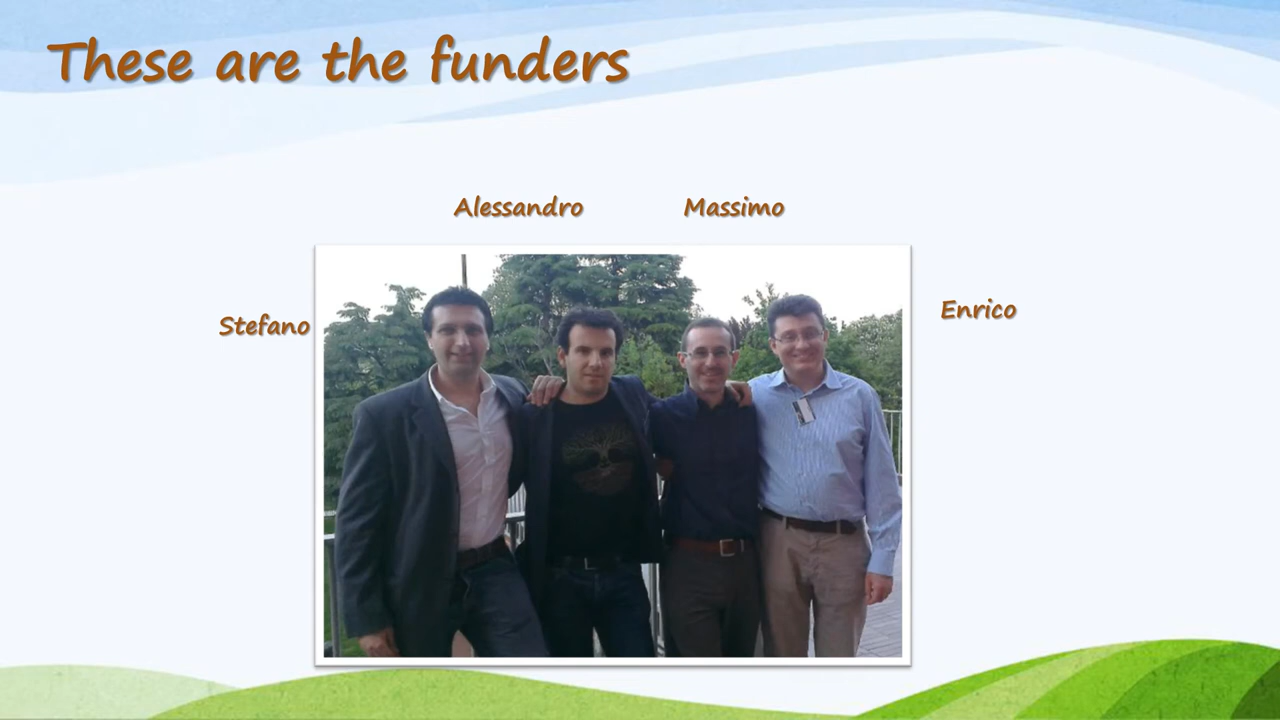 These are the funders
Alessandro
Massimo
Stefano
Enrico